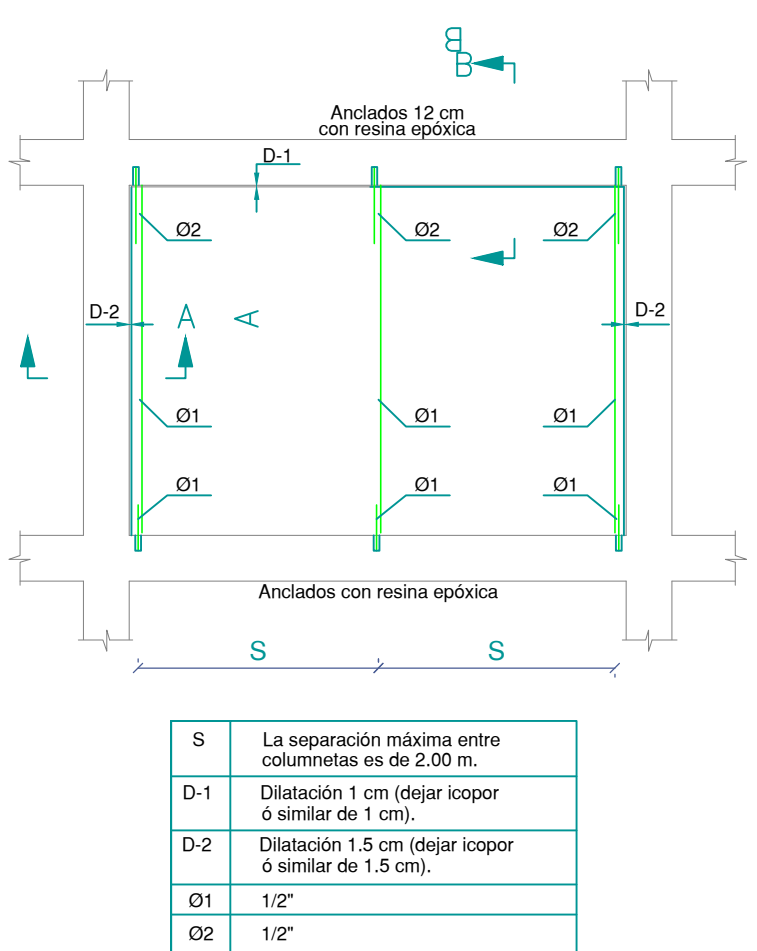 B
B
Anclados 12 cm
con resina epóxica
D-1
Ø2
Ø2
Ø2
D-2
A
A
D-2
Ø1
Ø1
Ø1
Ø1
Ø1
Ø1
Anclados con resina epóxica
S
S
S
La separación máxima entre
columnetas es de 2.00 m.
D-1
Dilatación 1 cm (dejar icopor
ó similar de 1 cm).
D-2
Dilatación 1.5 cm (dejar icopor
ó similar de 1.5 cm).
Ø1
1/2"
Ø2
1/2"